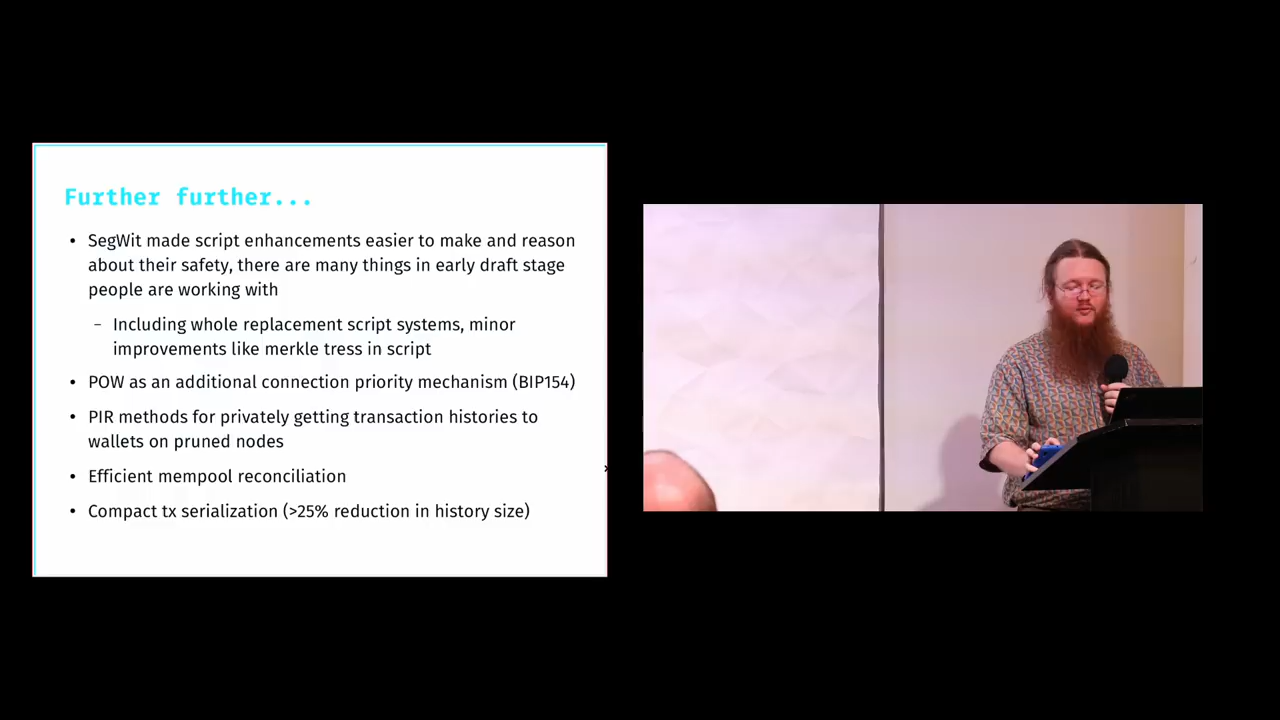 Further further...
• SegWit made script enhancements easier to make and reason
about their safety, there are many things in early draft stage
people are working with
– Including whole replacement script systems, minor
improvements like merkle tress in script
• POW as an additional connection priority mechanism (BIP154)
• PIR methods for privately getting transaction histories to
wallets on pruned nodes
• Efficient mempool reconciliation
• Compact tx serialization (>25% reduction in history size)